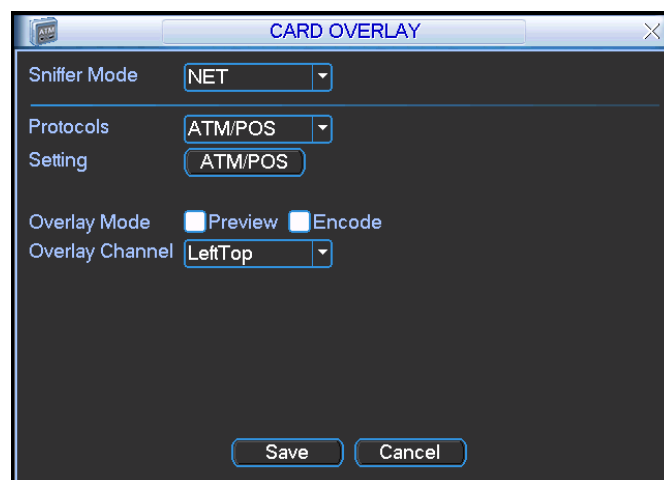 ATM
CARD OVERLAY
Sniffer Mode NET
Protocols ATM/POS
Setting ATM/POS
Overlay Mode Preview Encode
Overlay Channel LeftTop
Save Cancel